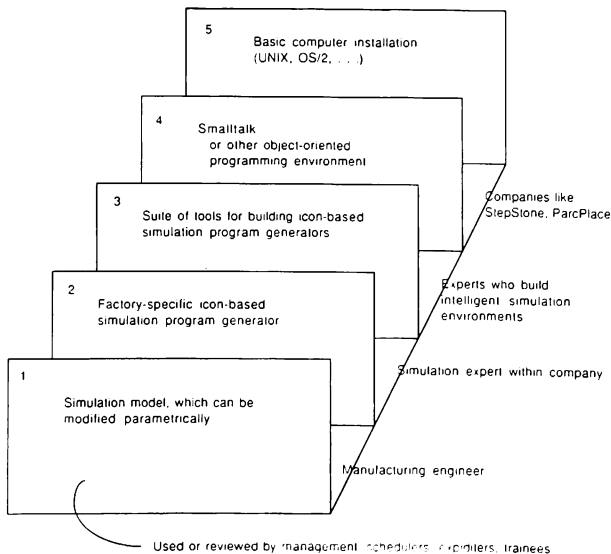 5
Basic computer installation
(UNIX, OS/2, . . .)
4
Smalltalk
or other object-oriented
programming environment
3
Suite of tools for building icon-based
simulation program generators
2
Factory-specific icon-based
simulation program generator
1
Simulation model, which can be
modified parametrically
Companies like
StepStone, ParcPlace
Experts who build
intelligent simulation
environments
Simulation expert within company
Manufacturing engineer
Used or reviewed by management, schedulers, expiditers, trainees